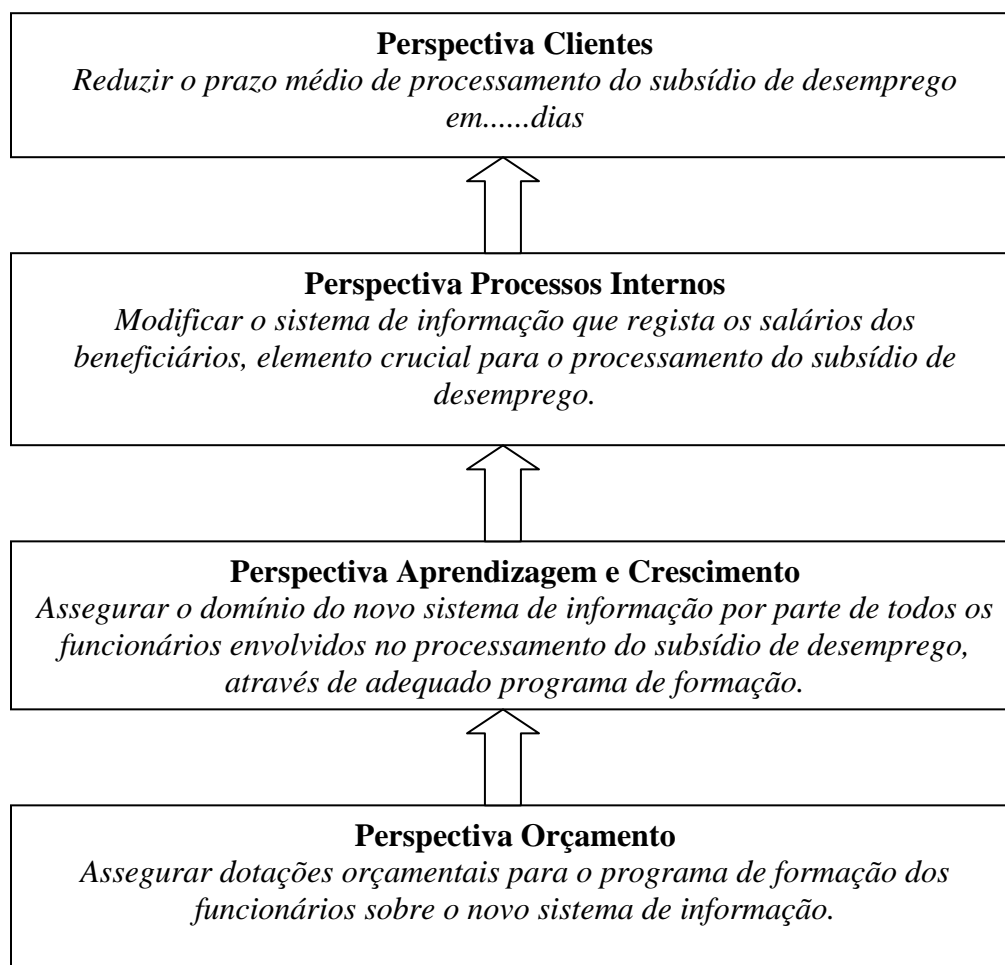 Perspectiva Clientes
Reduzir o prazo médio de processamento do subsídio de desemprego
em......dias
Perspectiva Processos Internos
Modificar o sistema de informação que regista os salários dos
beneficiários, elemento crucial para o processamento do subsídio de
desemprego.
Perspectiva Aprendizagem e Crescimento
Assegurar o domínio do novo sistema de informação por parte de todos os
funcionários envolvidos no processamento do subsídio de desemprego,
através de adequado programa de formação.
Perspectiva Orçamento
Assegurar dotações orçamentais para o programa de formação dos
funcionários sobre o novo sistema de informação.